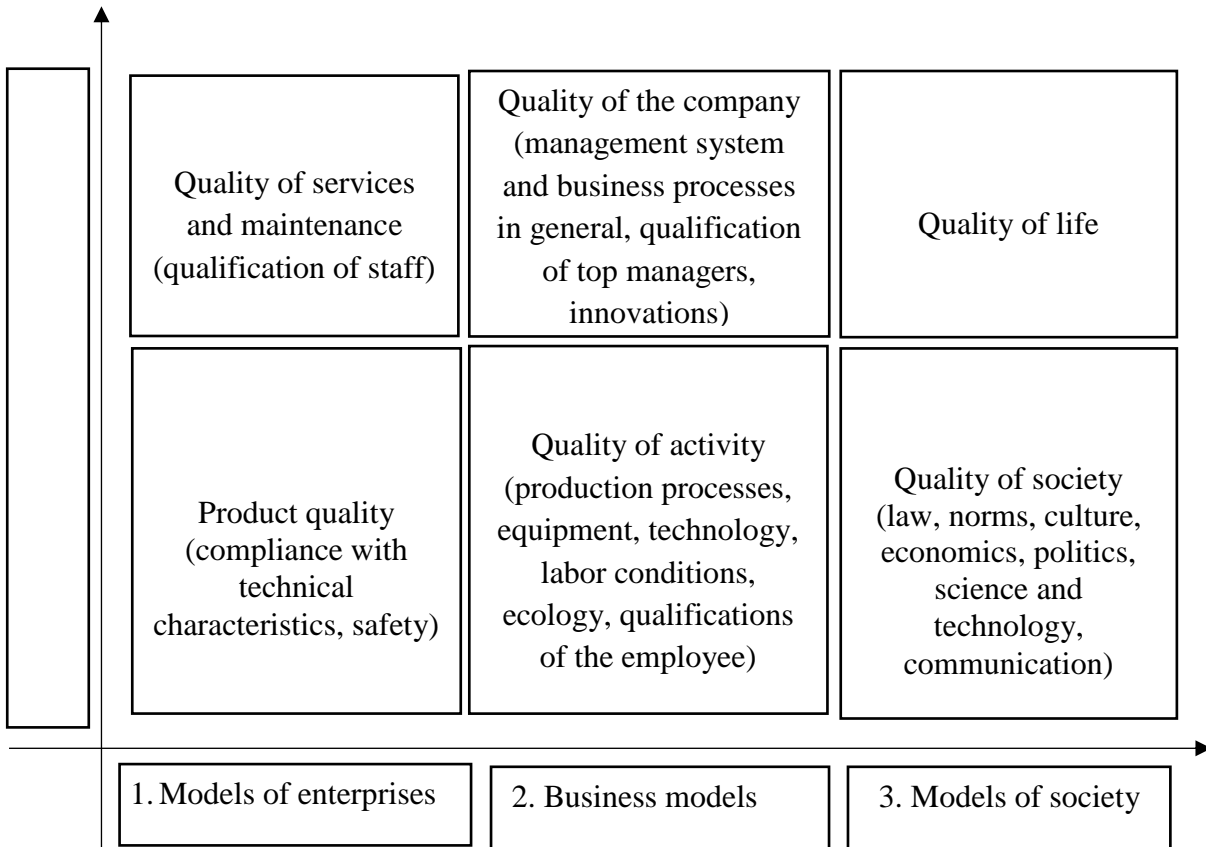 Quality of services
and maintenance
(qualification of staff)
Quality of the company
(management system
and business processes
in general, qualification
of top managers,
innovations)
Quality of life
Product quality
(compliance with
technical
characteristics, safety)
Quality of activity
(production processes,
equipment, technology,
labor conditions,
ecology, qualifications
of the employee)
Quality of society
(law, norms, culture,
economics, politics,
science and
technology,
communication)
1. Models of enterprises
2. Business models
3. Models of society